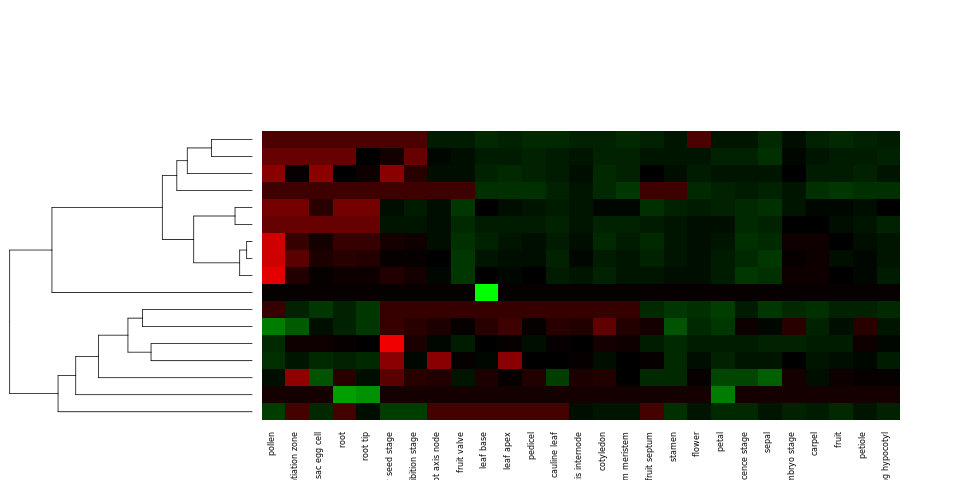 pollen
tiation zone
sac egg cell
root
root tip
seed stage
ibition stage
ot axis node
fruit valve
leaf base
leaf apex
pedicel
cauline leaf
is internode
cotyledon
m meristem
fruit septum
stamen
flower
petal
cence stage
sepal
mbryo stage
carpel
fruit
petiole
g hypocotyl